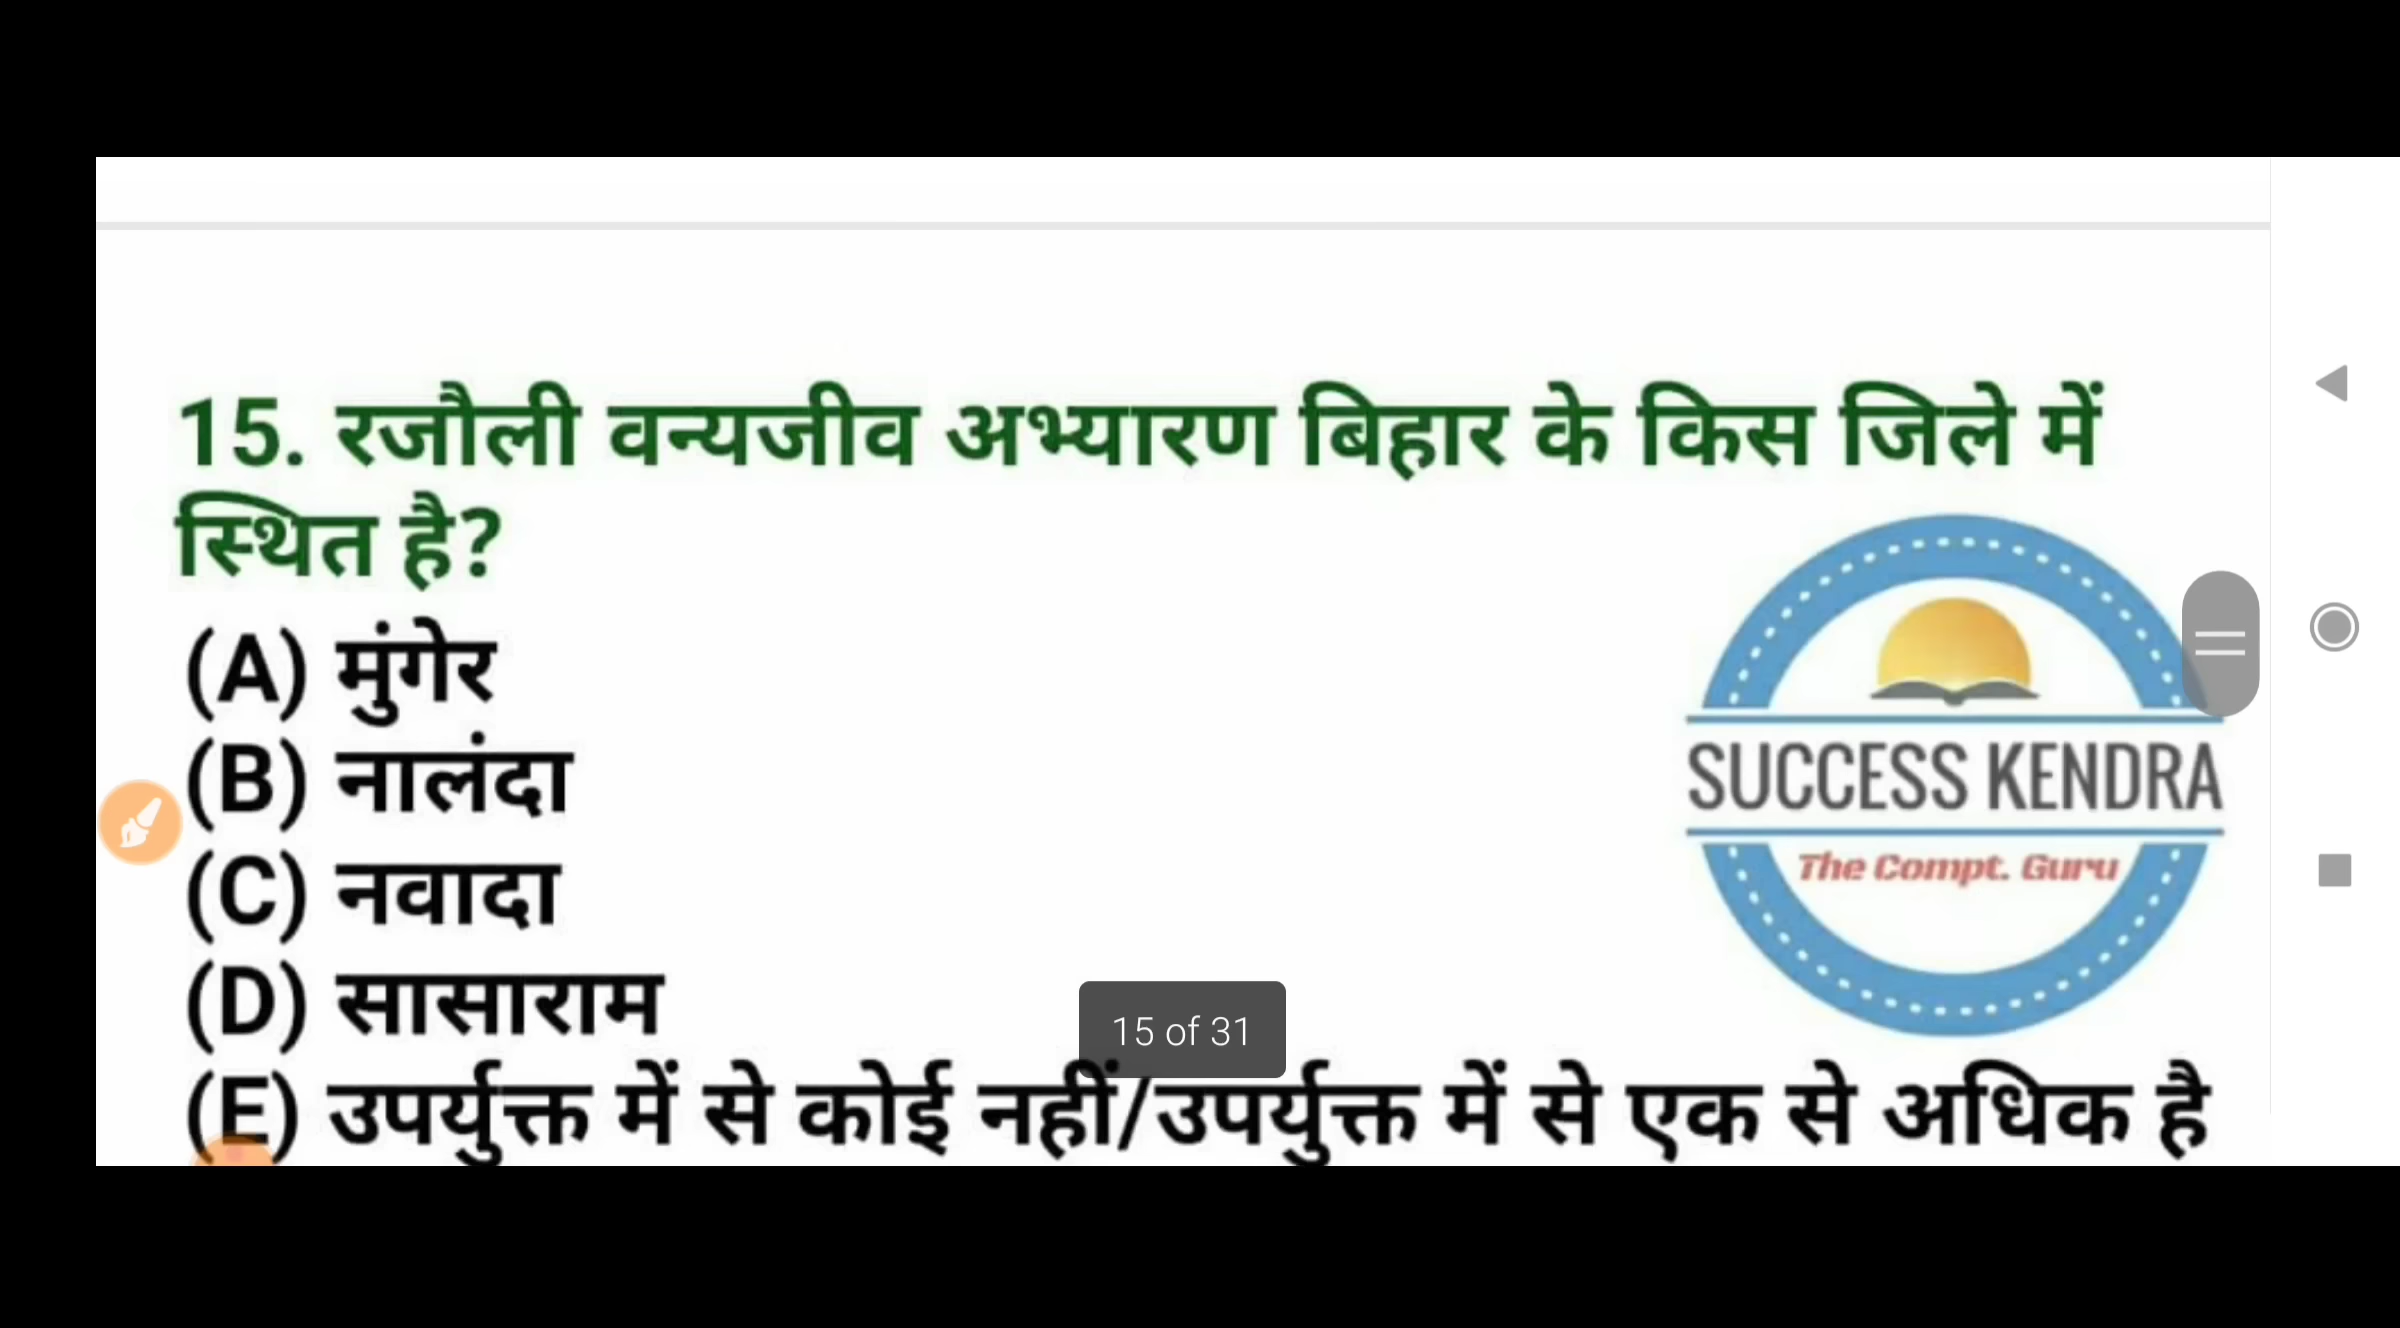 15. रजौली वन्यजीव अभ्यारण बिहार के किस जिले में
स्थित है?
(A) मुंगेर
(B) नालंदा
(C) नवादा
(D) सासाराम
(E) उपर्युक्त में से कोई नहीं/उपर्युक्त में से एक से अधिक है
SUCCESS KENDRA
The Compt. Guru
15 of 31